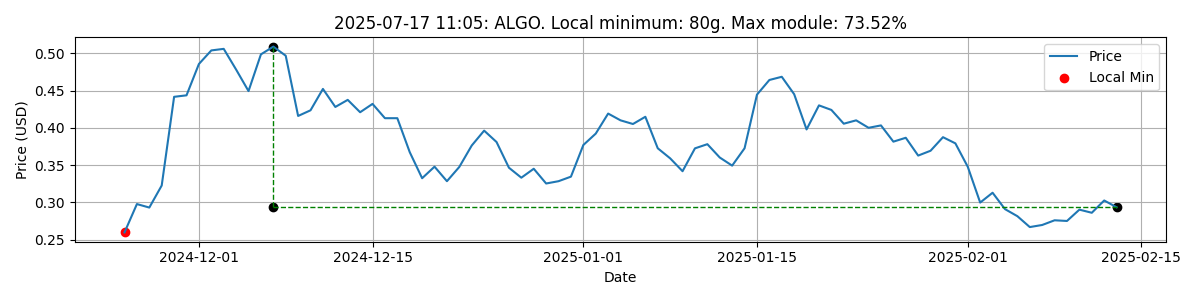 2025-07-17 11:05: ALGO. Local minimum: 80g. Max module: 73.52%
Price (USD)
0.50
0.45
0.40
0.35
0.30
0.25
Price
Local Min
2024-12-01
2024-12-15
2025-01-01
2025-01-15
2025-02-01
2025-02-15
Date